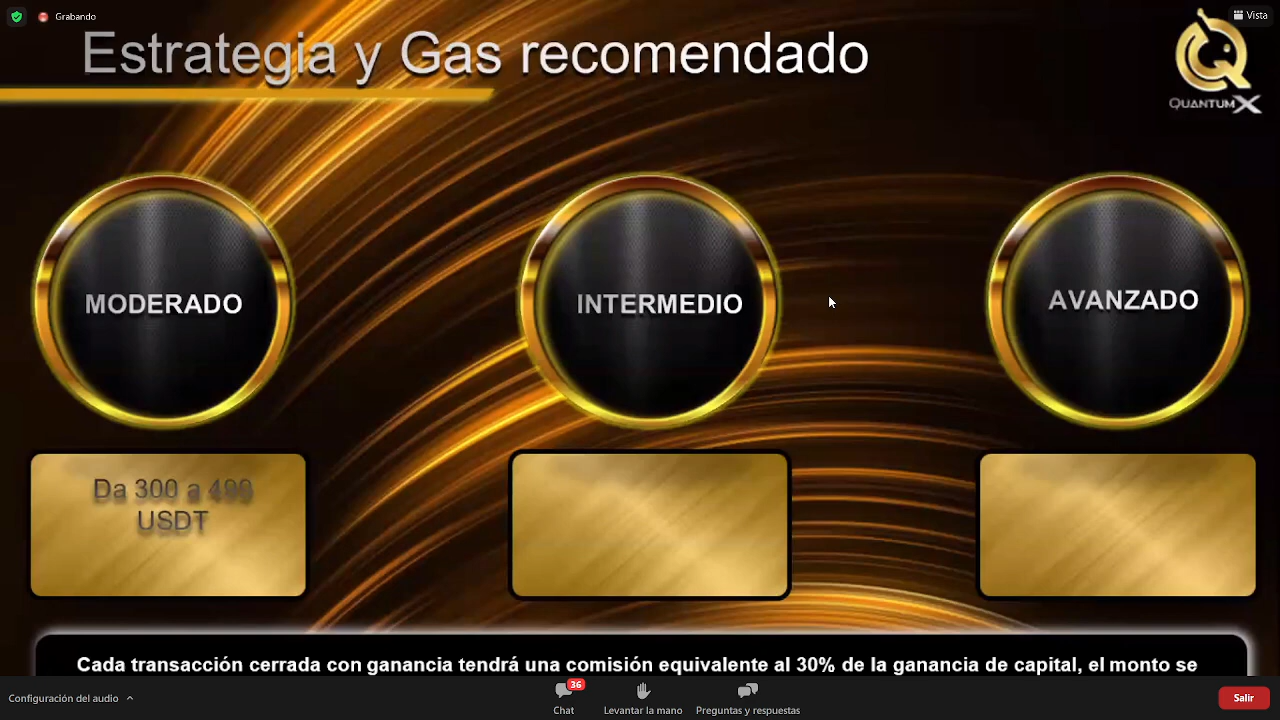 Grabando
Vista
Estrategia y Gas recomendado
QUANTUMX
MODERADO
INTERMEDIO
AVANZADO
Da 300 a 499
USDT
Cada transacción cerrada con ganancia tendrá una comisión equivalente al 30% de la ganancia de capital, el monto se
Configuración del audio
36
Chat
Levantar la mano
Preguntas y respuestas
Salir